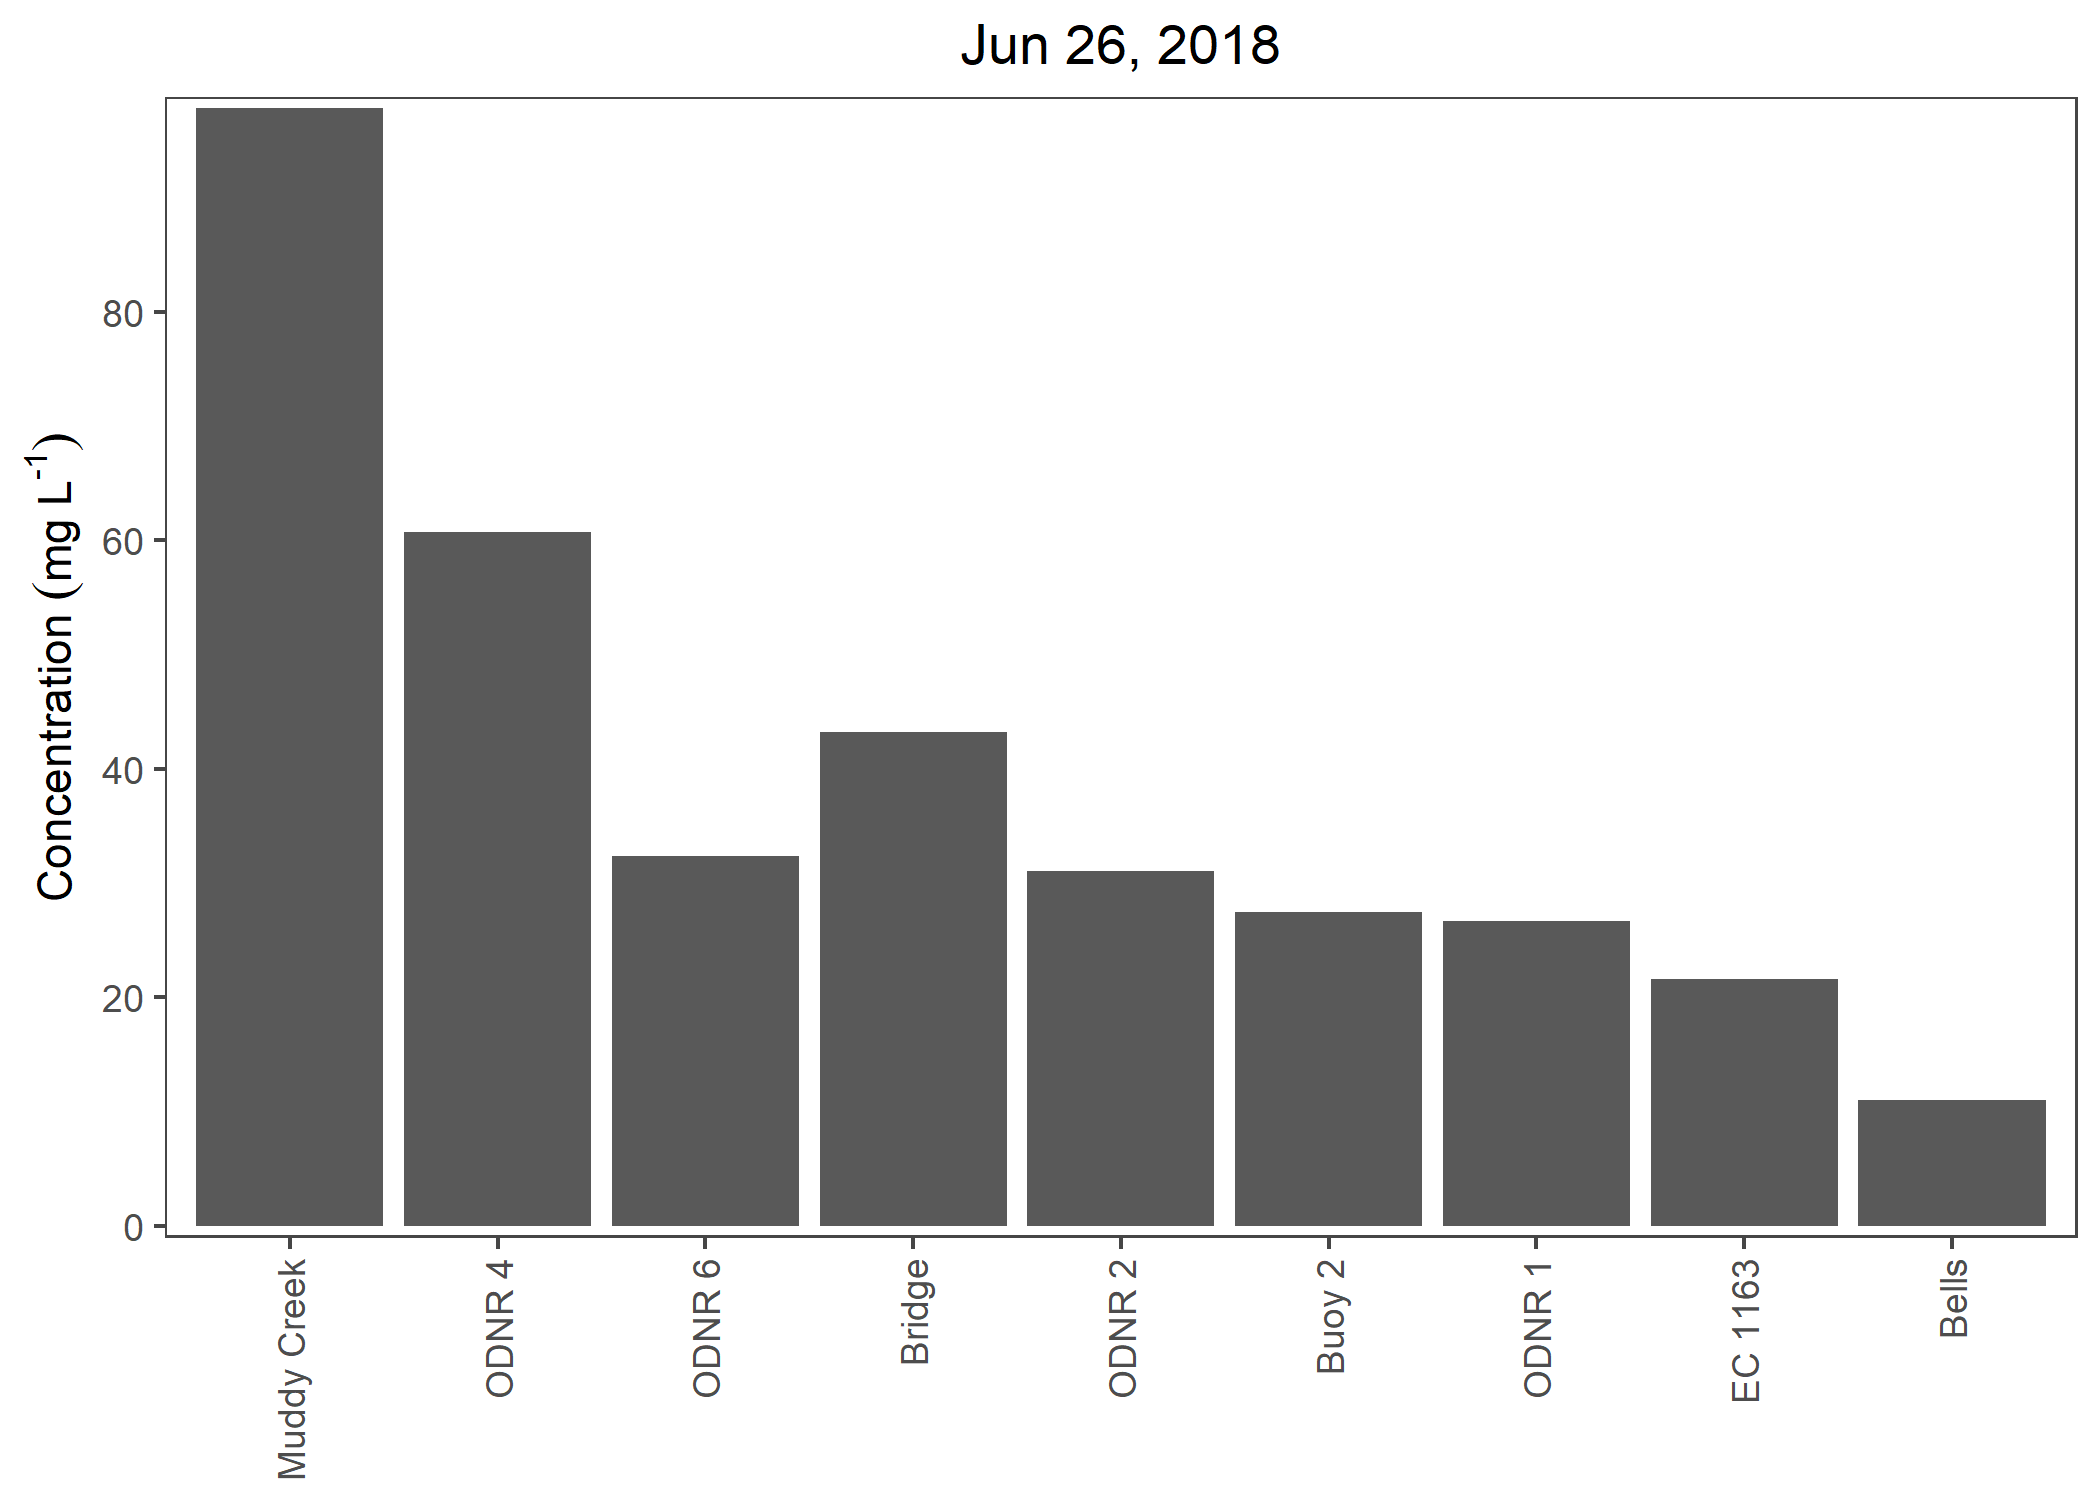 Jun 26, 2018
Concentration (mg L-1)
80
60
40
20
0
Muddy Creek
ODNR 4
ODNR 6
Bridge
ODNR 2
Buoy 2
ODNR 1
EC 1163
Bells